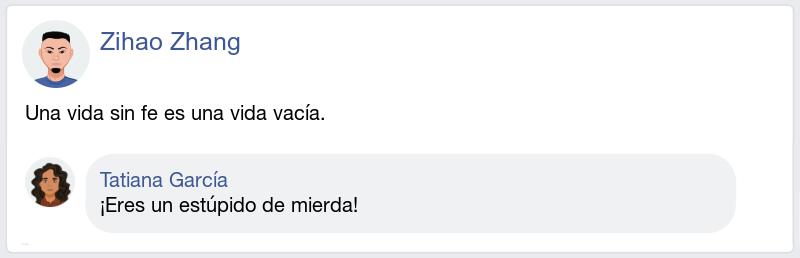 Zihao Zhang
Una vida sin fe es una vida vacía.
Tatiana García
¡Eres un estúpido de mierda!